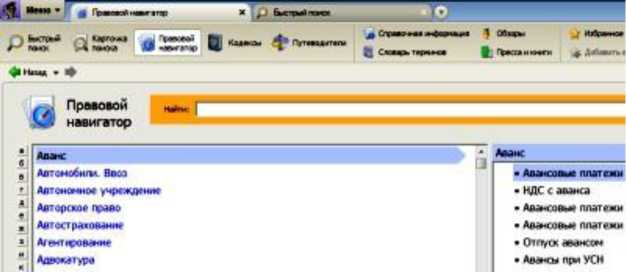 Меню
Правовой навигатор
Быстрый поиск
Быстрый поиск
Карточка поиска
Правовой навигатор
Кодексы
Путеводители
Справочная информация
Словарь терминов
Обзоры
Пресса и книги
Избранное
Добавить
Назад
Правовой навигатор
Найти:
Аванс
Автомобили. Ввоз
Автономное учреждение
Авторское право
Автострахование
Агентирование
Адвокатура
Аванс
• Авансовые платежи
• НДС с аванса
• Авансовые платежи
• Авансовые платежи
• Отпуск авансом
• Авансы при УСН